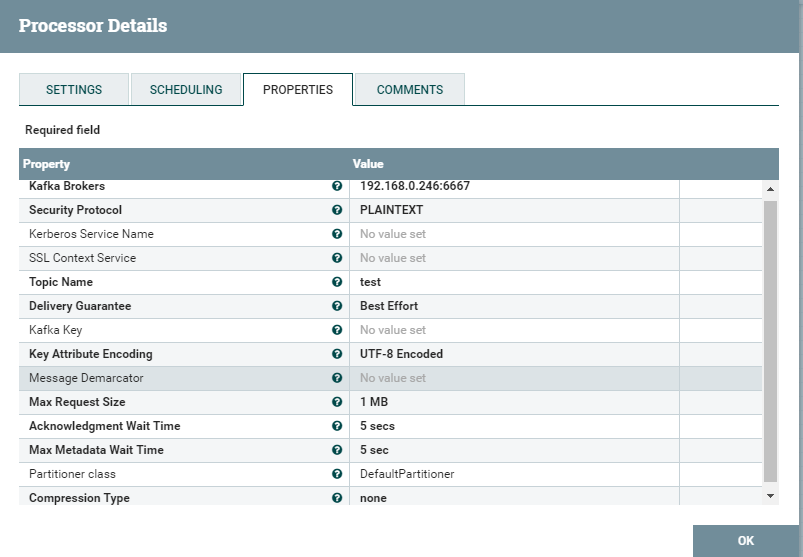 Processor Details
SETTINGS SCHEDULING PROPERTIES COMMENTS
Required field
Property Value
Kafka Brokers 192.168.0.246:6667
Security Protocol PLAINTEXT
Kerberos Service Name No value set
SSL Context Service No value set
Topic Name test
Delivery Guarantee Best Effort
Kafka Key No value set
Key Attribute Encoding UTF-8 Encoded
Message Demarcator No value set
Max Request Size 1 MB
Acknowledgment Wait Time 5 secs
Max Metadata Wait Time 5 sec
Partitioner class DefaultPartitioner
Compression Type none
OK